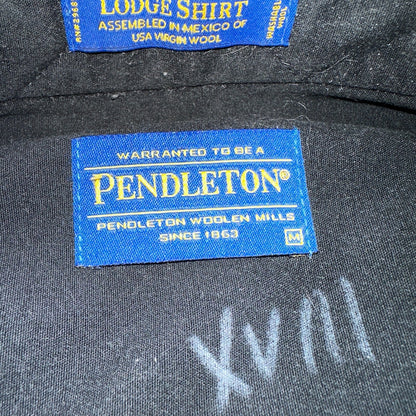 LODGE SHIRT
ASSEMBLED IN MEXICO OF
USA VIRGIN WOOL
WARRANTED TO BE A
PENDLETON®
PENDLETON WOOLEN MILLS
SINCE 1863
M
XVIII